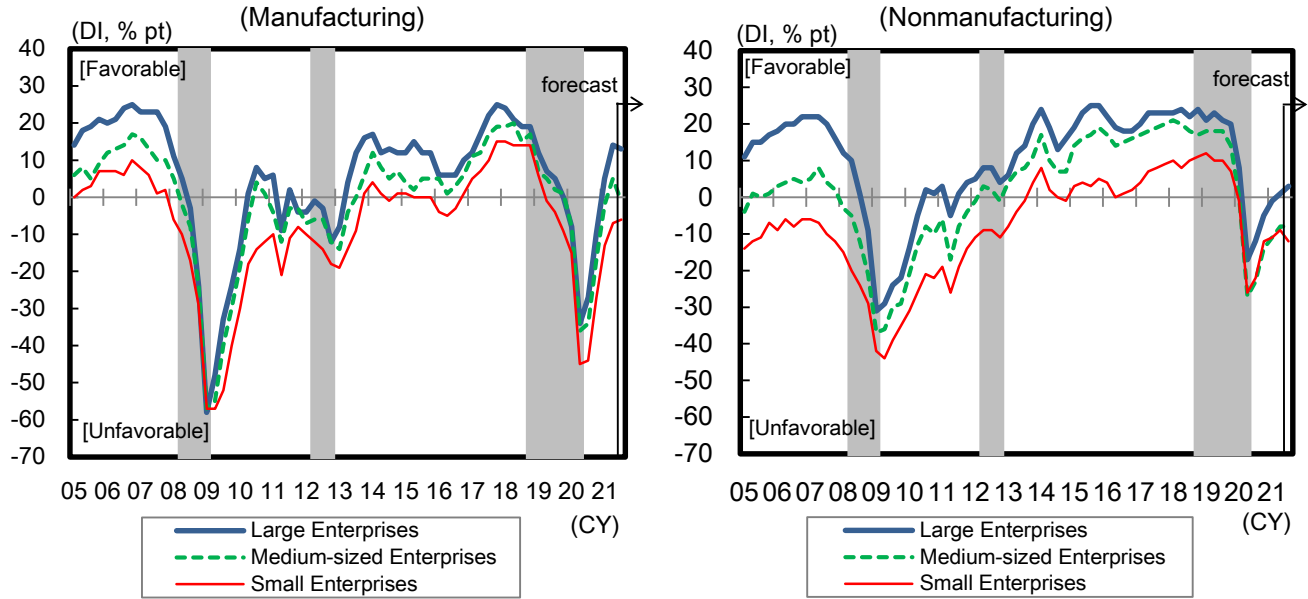 (Manufacturing)
(DI, % pt)
40
30
20
10
0
-10
-20
-30
-40
-50
-60
-70
[Favorable]
forecast
[Unfavorable]
05 06 07 08 09 10 11 12 13 14 15 16 17 18 19 20 21
(CY)
Large Enterprises
Medium-sized Enterprises
Small Enterprises
(Nonmanufacturing)
(DI, % pt)
40
30
20
10
0
-10
-20
-30
-40
-50
-60
-70
[Favorable]
forecast
[Unfavorable]
05 06 07 08 09 10 11 12 13 14 15 16 17 18 19 20 21
(CY)
Large Enterprises
Medium-sized Enterprises
Small Enterprises